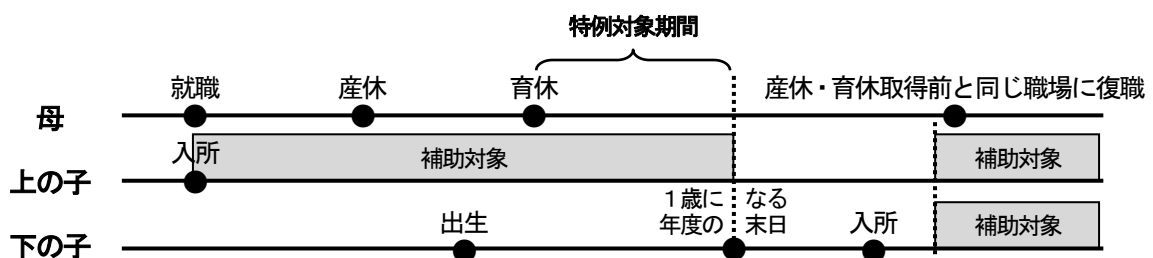 特例対象期間
就職
産休
育休
産休・育休取得前と同じ職場に復職
母
入所
補助対象
補助対象
上の子
1歳に なる
年度の 末日
出生
入所
補助対象
下の子